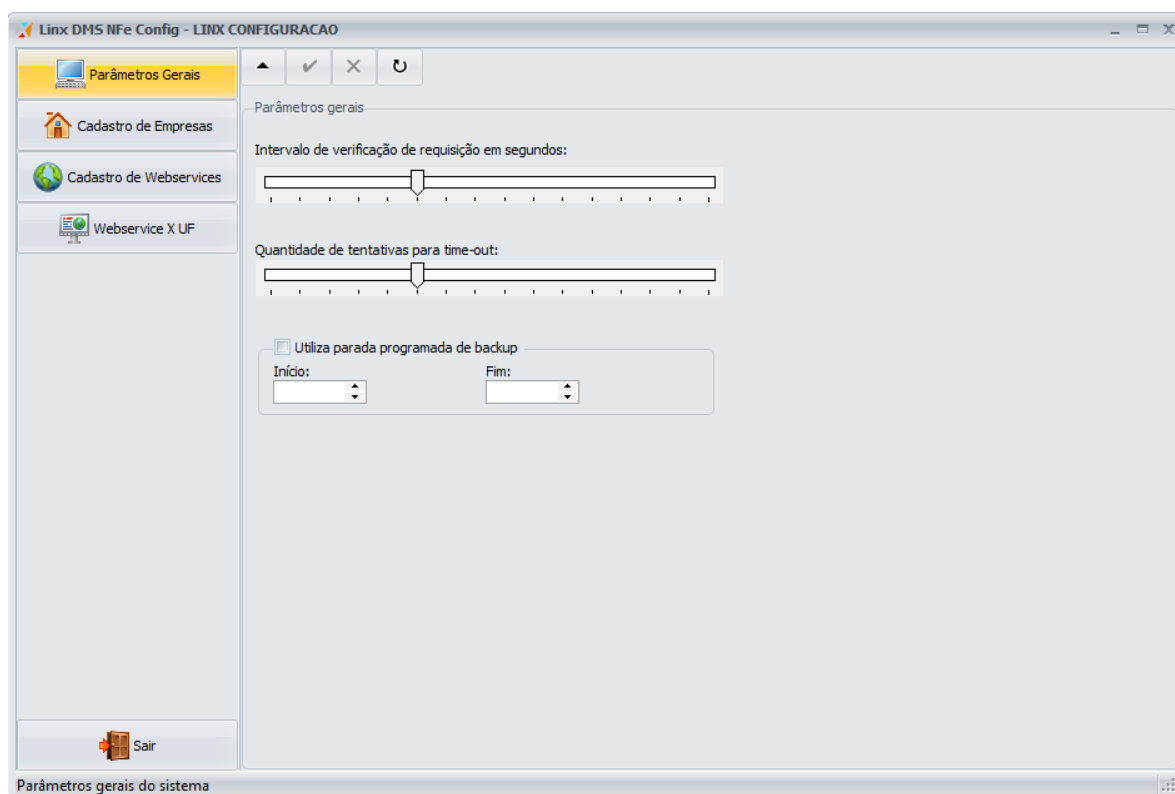 Linx DMS NFe Config - LINX CONFIGURACAO
Parâmetros Gerais
Cadastro de Empresas
Cadastro de Webservices
Webservice X UF
Parâmetros gerais
Intervalo de verificação de requisição em segundos:
Quantidade de tentativas para time-out:
Utiliza parada programada de backup
Início: Fim:
Sair
Parâmetros gerais do sistema